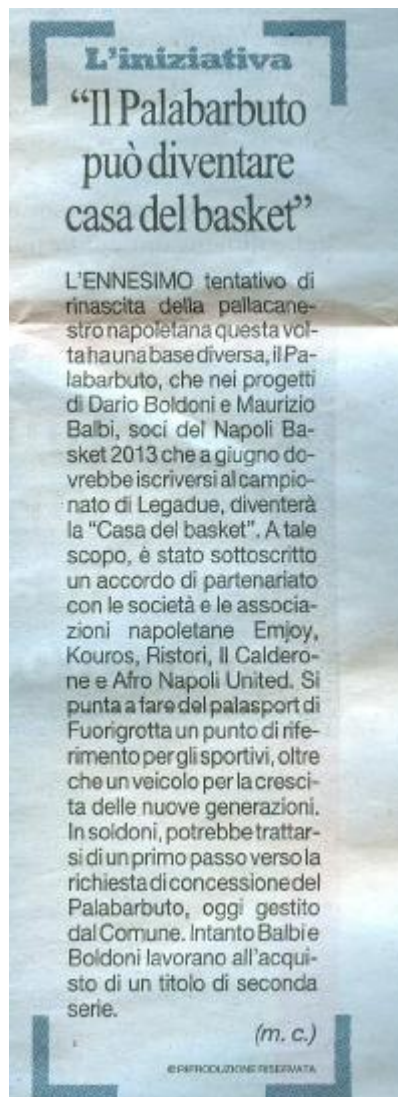 L'iniziativa
“Il Palabarbuto
può diventare
casa del basket”
L'ENNESIMO tentativo di
rinascita della pallacane-
stro napoletana questa vol-
ta ha una base diversa, il Pa-
labarbuto, che nei progetti
di Dario Boldoni e Maurizio
Balbi, soci del Napoli Ba-
sket 2013 che a giugno do-
vrebbe iscriversi al campio-
nato di Legadue, diventerà
la “Casa del basket”. A tale
scopo, è stato sottoscritto
un accordo di partenariato
con le società e le associa-
zioni napoletane Emjoy,
Kouros, Ristori, Il Caldero-
ne e Afro Napoli United. Si
punta a fare del palasport di
Fuorigrotta un punto di rife-
rimento per gli sportivi, oltre
che un veicolo per la cresci-
ta delle nuove generazioni.
In soldoni, potrebbe trattar-
si di un primo passo verso la
richiesta di concessione del
Palabarbuto, oggi gestito
dal Comune. Intanto Balbi e
Boldoni lavorano all'acqui-
sto di un titolo di seconda
serie.
(m. c.)
© RIPRODUZIONE RISERVATA